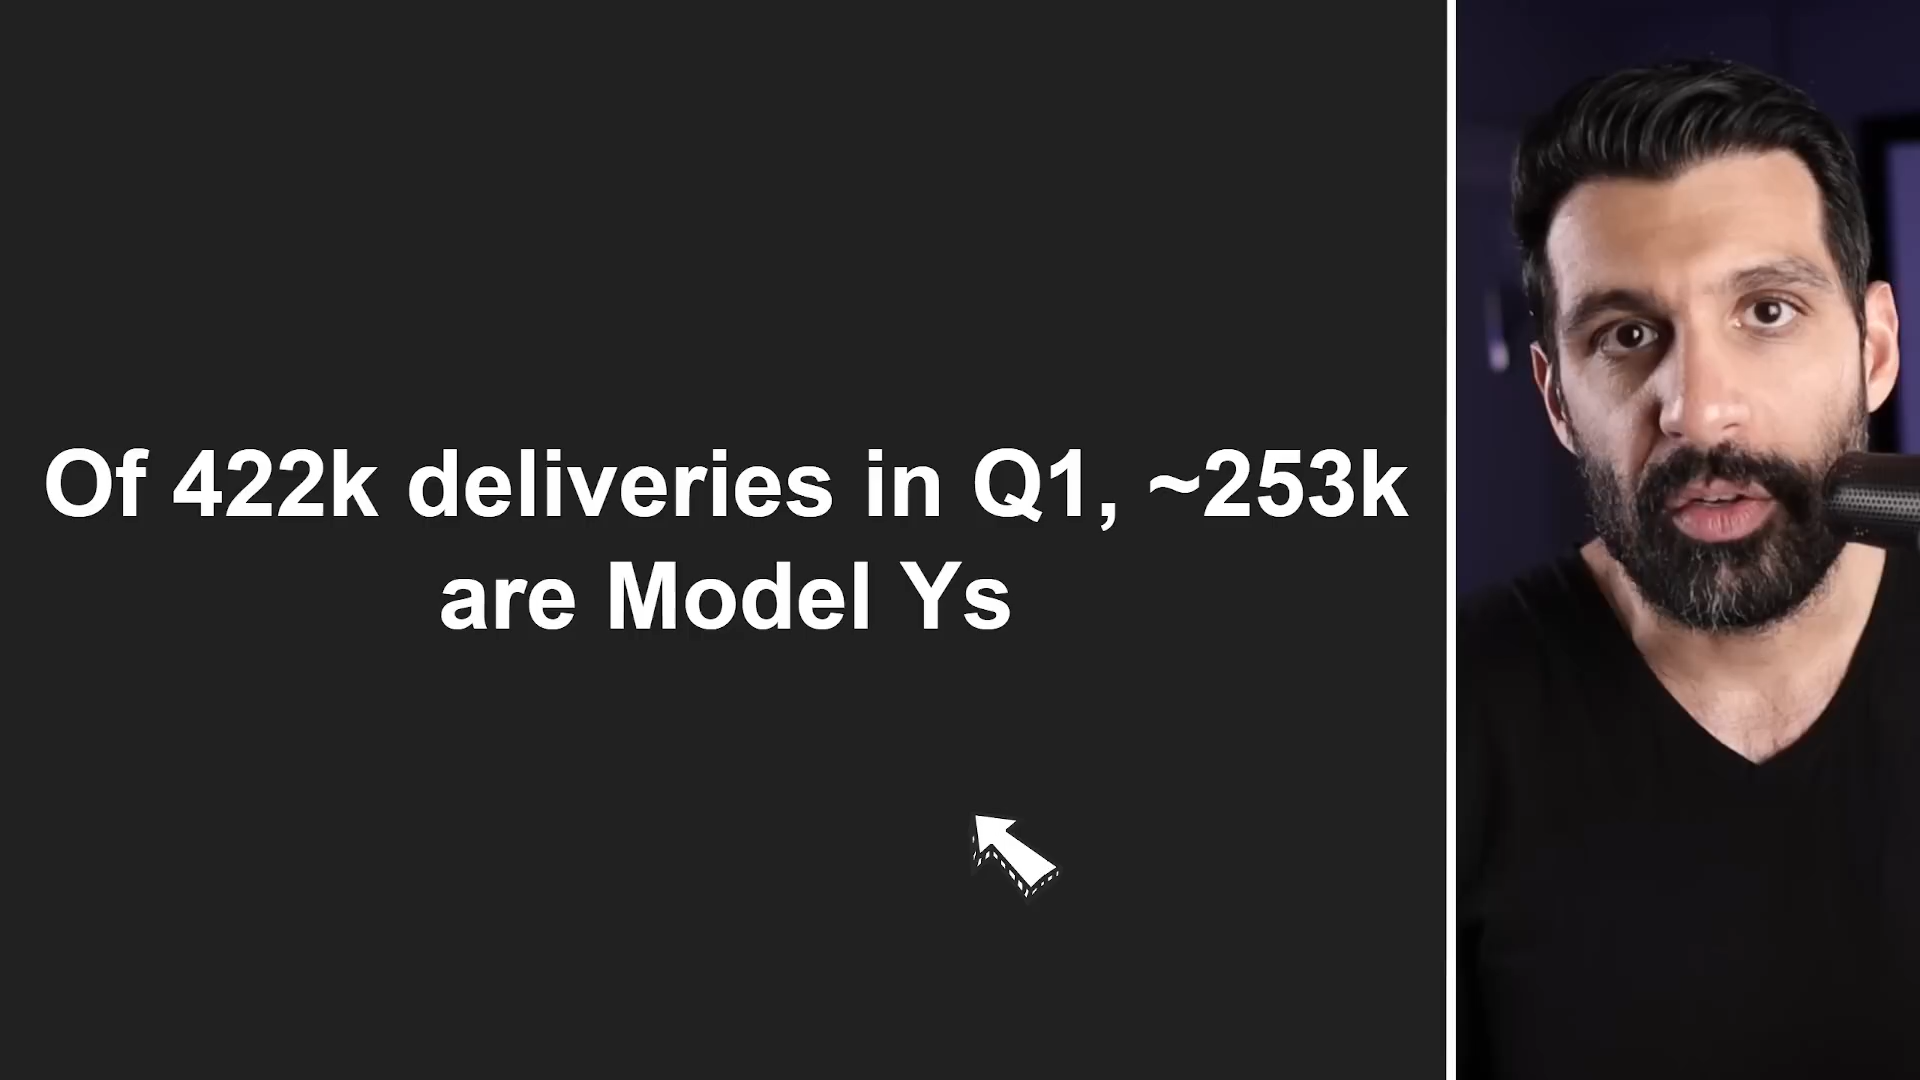 Of 422k deliveries in Q1, ~253k
are Model Ys